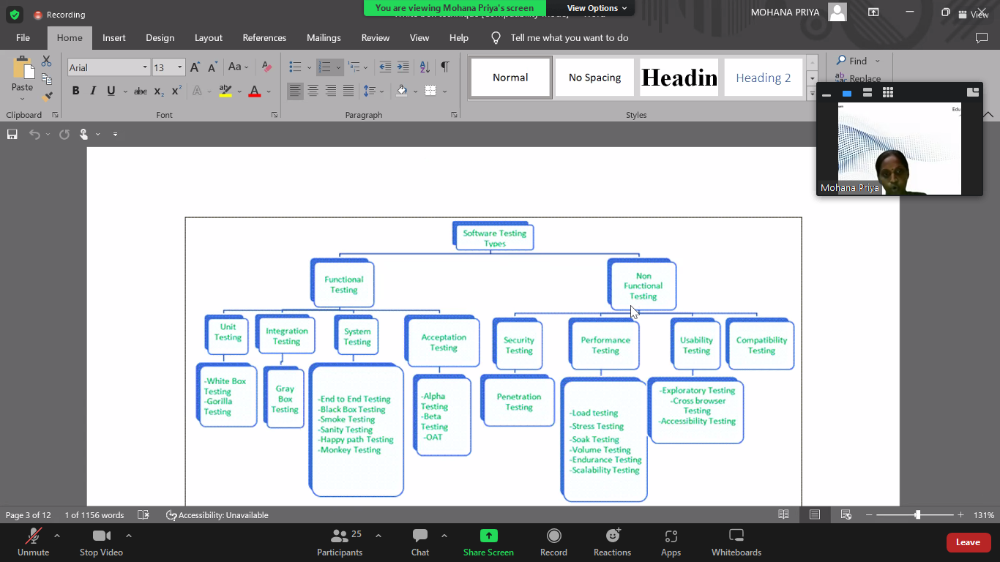 Recording
You are viewing Mohana Priya's screen
View Options
MOHANA PRIYA
View
File
Home
Insert
Design
Layout
References
Mailings
Review
View
Help
Tell me what you want to do
Paste
Clipboard
Arial
13
Font
Paragraph
Normal
No Spacing
Headin
Heading 2
Styles
Find
Replace
Edu
Mohana Priya
Software Testing
Types
Functional
Testing
Non
Functional
Testing
Unit
Testing
Integration
Testing
System
Testing
Acceptation
Testing
Security
Testing
Performance
Testing
Usability
Testing
Compatibility
Testing
-White Box
Testing
-Gorilla
Testing
Gray
Box
Testing
-End to End Testing
-Black Box Testing
-Smoke Testing
-Sanity Testing
-Happy path Testing
-Monkey Testing
-Alpha
Testing
-Beta
Testing
-OAT
Penetration
Testing
-Load testing
-Stress Testing
-Soak Testing
-Volume Testing
-Endurance Testing
-Scalability Testing
-Exploratory Testing
-Cross browser
Testing
-Accessibility Testing
Page 3 of 12
1 of 1156 words
Accessibility: Unavailable
131%
Unmute
Stop Video
Participants
25
Chat
Share Screen
Record
Reactions
Apps
Whiteboards
Leave